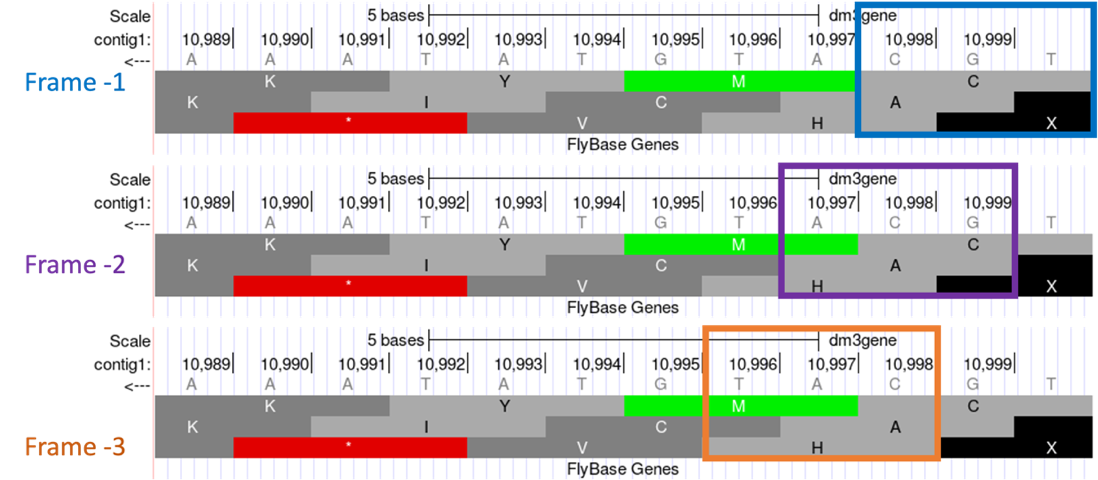 Scale 5 bases dm3gene
contig1: 10,989 10,990 10,991 10,992 10,993 10,994 10,995 10,996 10,997 10,998 10,999
<--- A A A T A T G T A C G T
Frame -1 K Y M C
K I C A
* V H X
FlyBase Genes
Scale 5 bases dm3gene
contig1: 10,989 10,990 10,991 10,992 10,993 10,994 10,995 10,996 10,997 10,998 10,999
<--- A A A T A T G T A C G T
K Y M C
Frame -2 K I C A
* V H X
FlyBase Genes
Scale 5 bases dm3gene
contig1: 10,989 10,990 10,991 10,992 10,993 10,994 10,995 10,996 10,997 10,998 10,999
<--- A A A T A T G T A C G T
K Y M C
K I C A
Frame -3 * V H X
FlyBase Genes